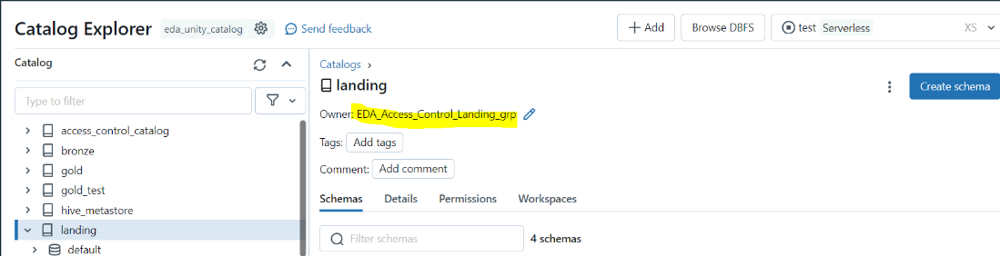 Catalog Explorer eda_unity_catalog Send feedback + Add Browse DBFS test Serverless XS
Catalog
Type to filter
access_control_catalog
bronze
gold
gold_test
hive_metastore
landing
default
Catalogs >
landing
Create schema
Owner: EDA_Access_Control_Landing_grp
Tags: Add tags
Comment: Add comment
Schemas Details Permissions Workspaces
Filter schemas 4 schemas